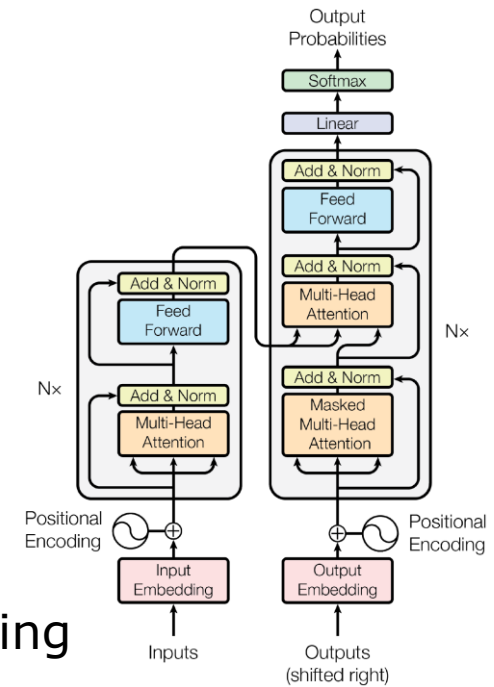 Output
Probabilities
Softmax
Linear
Add & Norm
Feed
Forward
Add & Norm
Multi-Head
Attention
Add & Norm
Masked
Multi-Head
Attention
N×
Add & Norm
Feed
Forward
Add & Norm
Multi-Head
Attention
N×
Positional
Encoding
Positional
Encoding
Input
Embedding
Output
Embedding
ing
Inputs
Outputs
(shifted right)